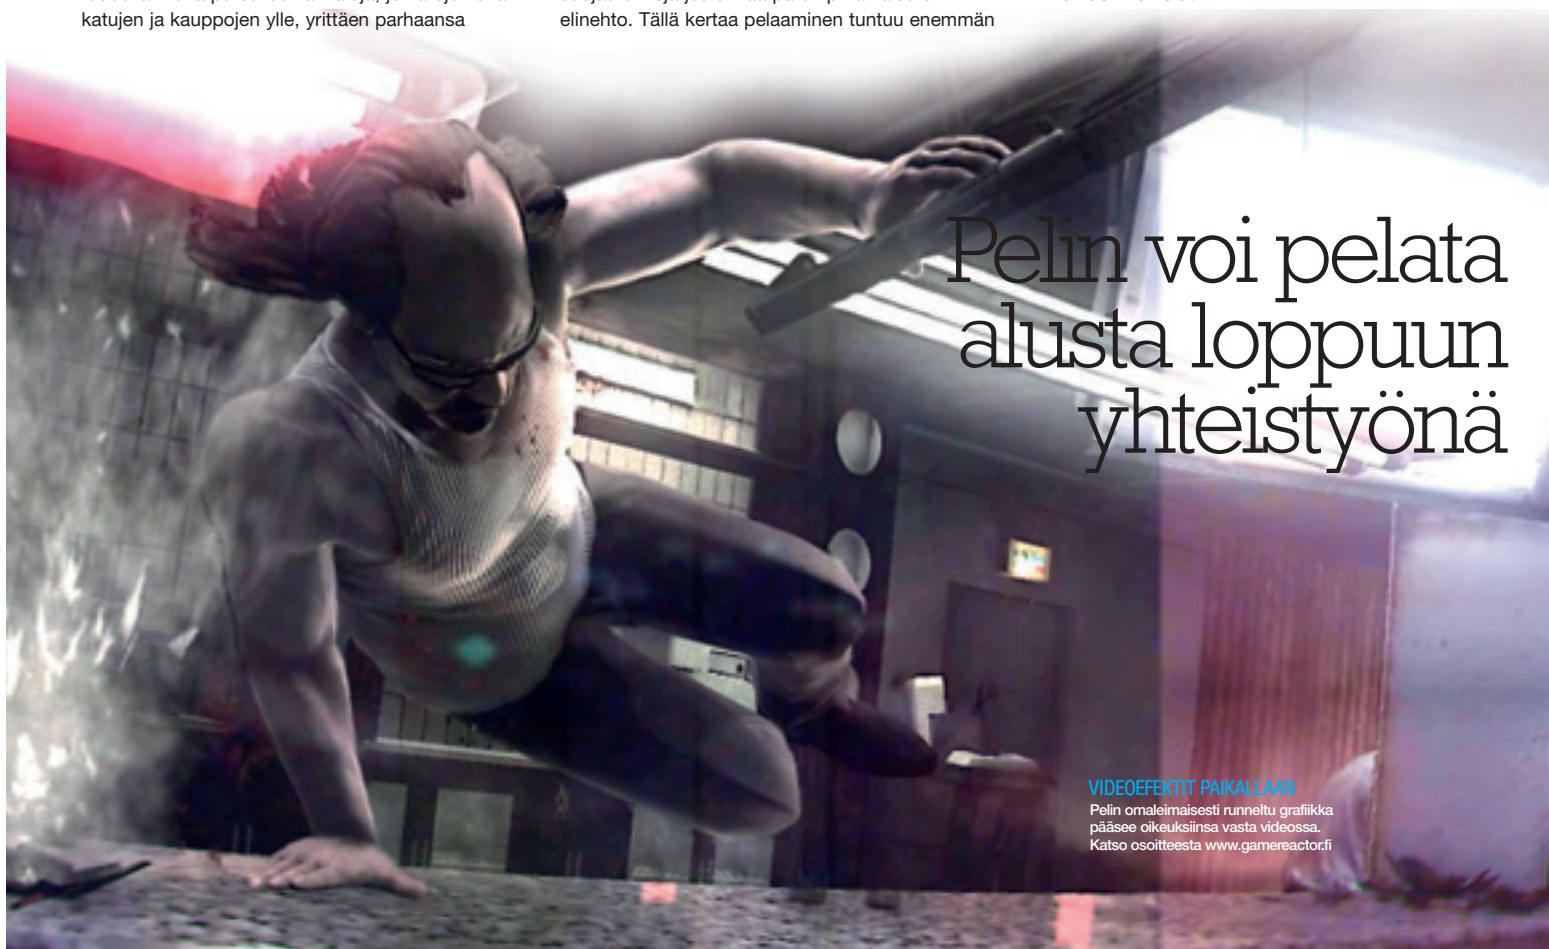 katujen ja kauppojen ylle, yrittäen parhaansa
elinehto. Tällä kertaa pelaaminen tuntuu enemmän
Pelin voi pelata
alusta loppuun
yhteistyönä
VIDEOEFEKTIT PAIKALLAAN
Pelin omaleimaisesti runneltu grafiikka
pääsee oikeuksiinsa vasta videossa.
Katso osoitteesta www.gamereactor.fi